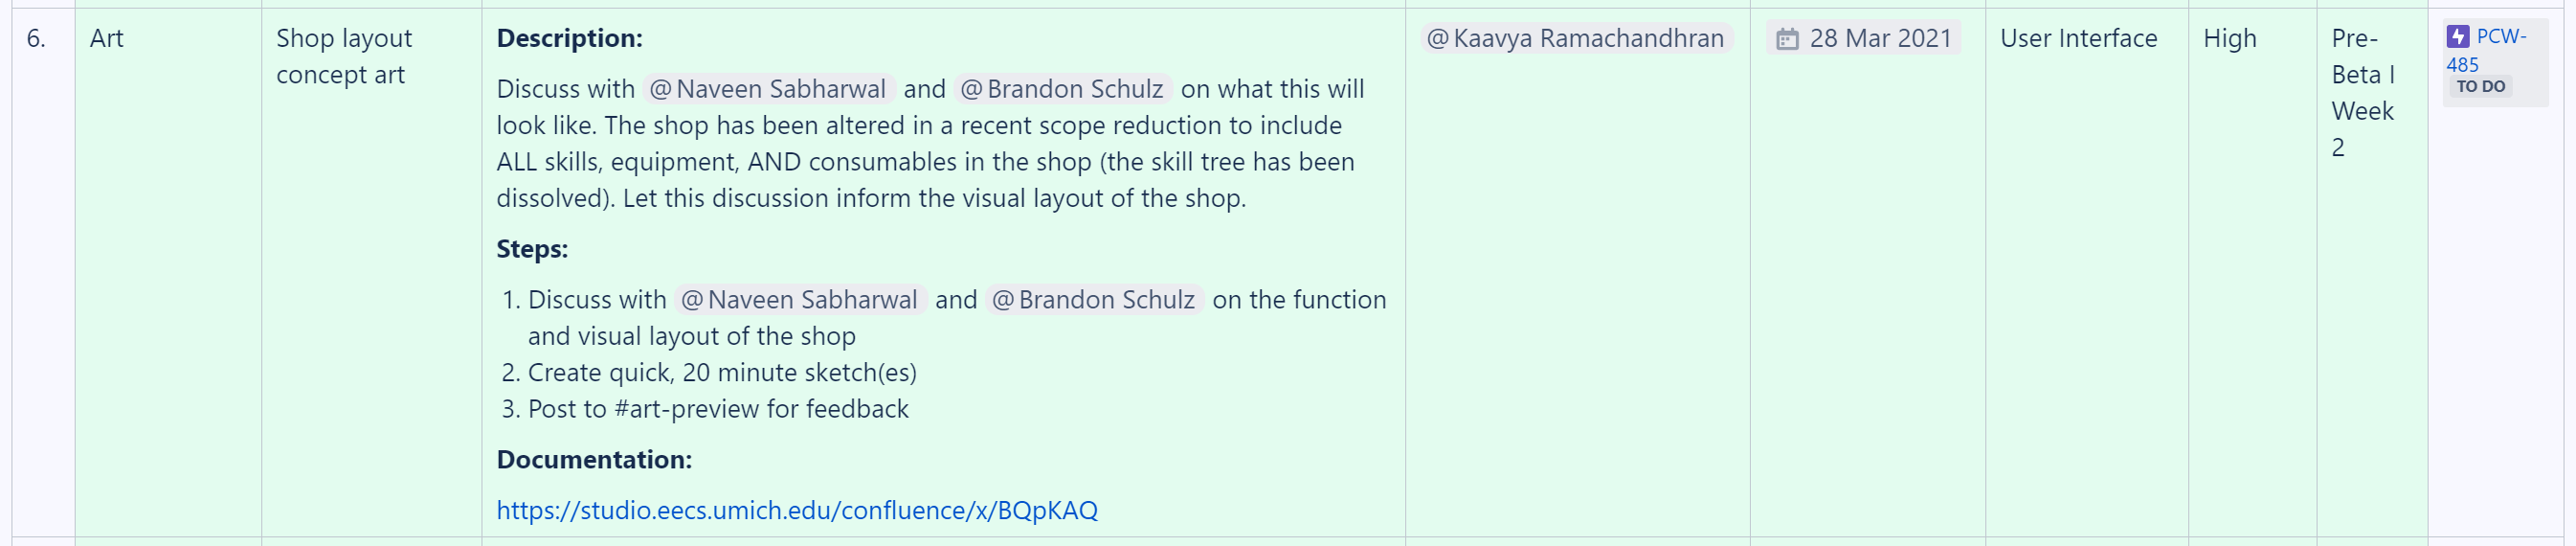 6.
Art
Shop layout
concept art
Description:
Discuss with @Naveen Sabharwal and @Brandon Schulz on what this will
look like. The shop has been altered in a recent scope reduction to include
ALL skills, equipment, AND consumables in the shop (the skill tree has been
dissolved). Let this discussion inform the visual layout of the shop.
Steps:
1. Discuss with @Naveen Sabharwal and @Brandon Schulz on the function
and visual layout of the shop
2. Create quick, 20 minute sketch(es)
3. Post to #art-preview for feedback
Documentation:
https://studio.eecs.umich.edu/confluence/x/BQpKAQ
@Kaavya Ramachandhran
28 Mar 2021
User Interface
High
Pre-
Beta I
Week
2
PCW-
485
TO DO